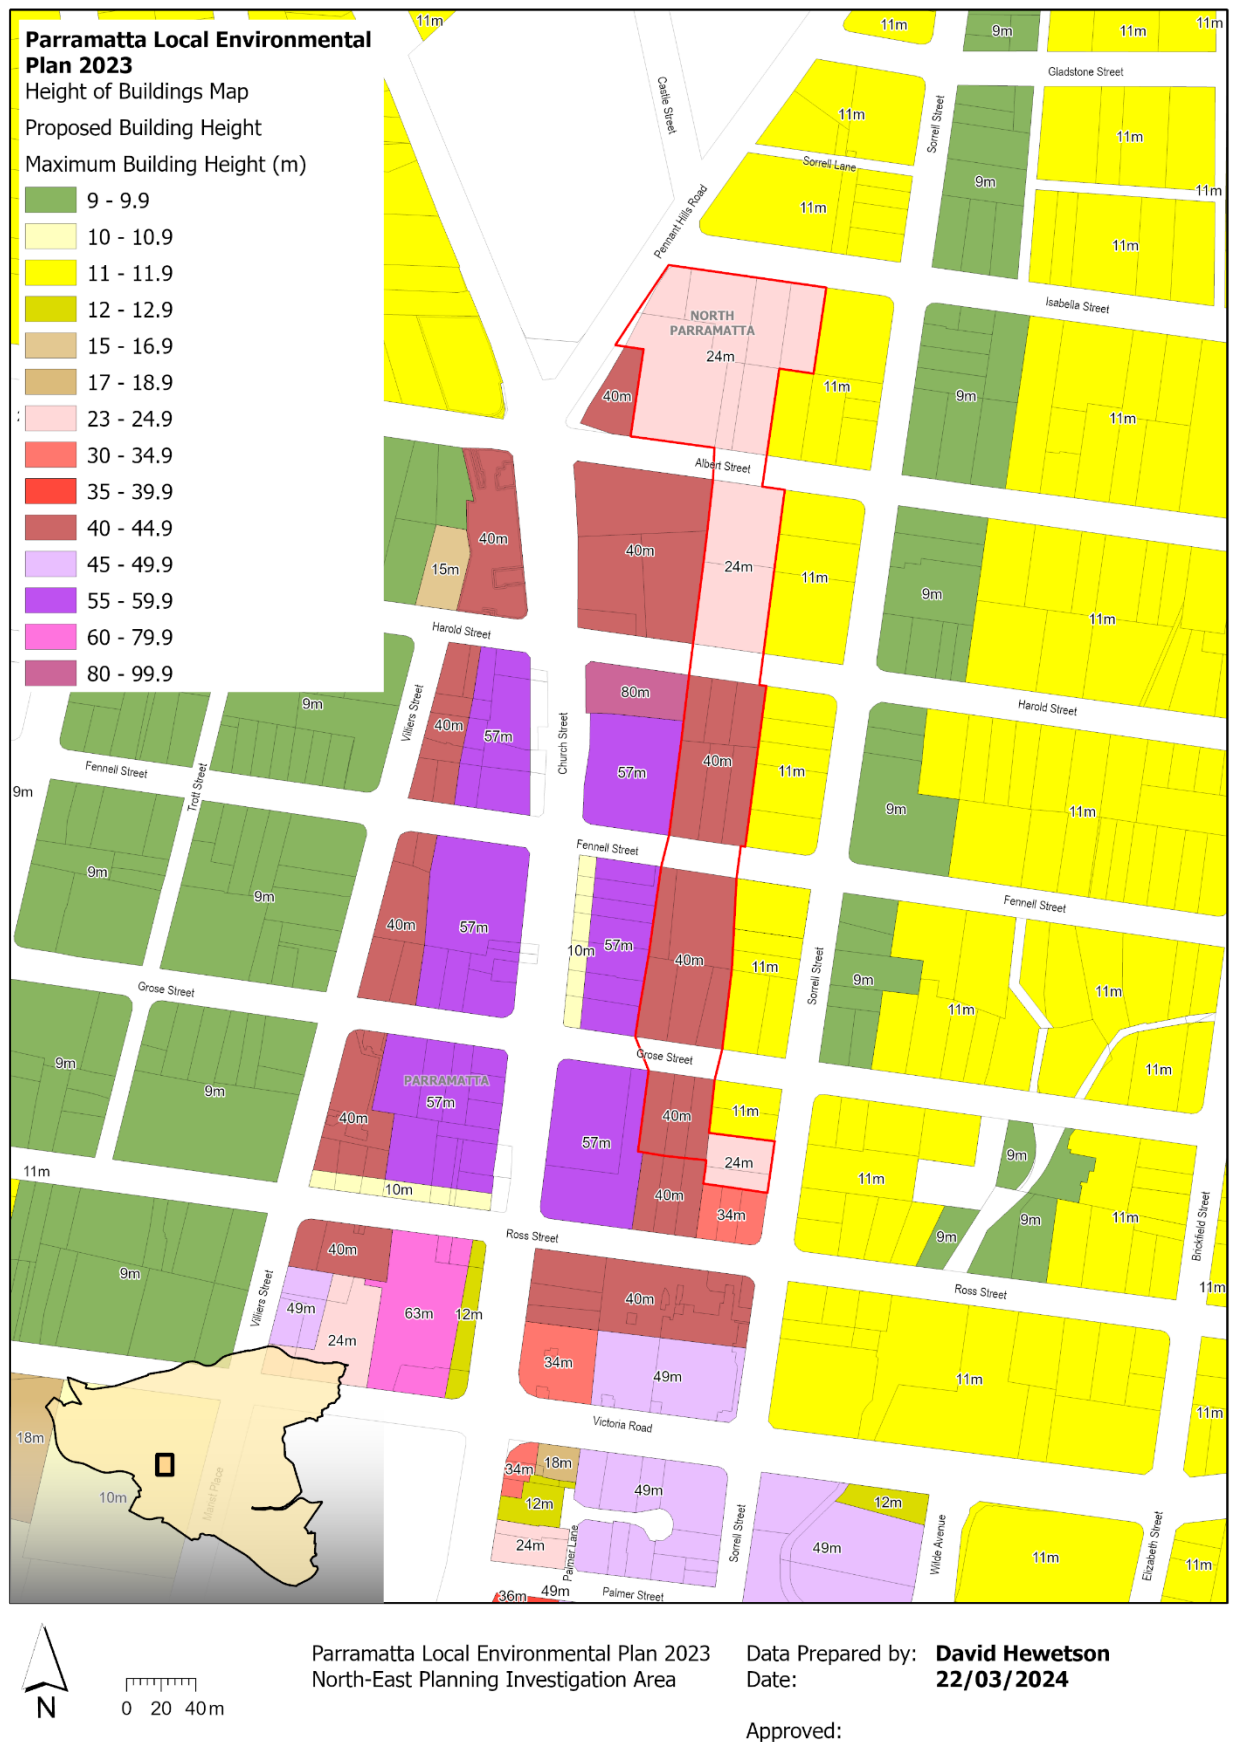 Parramatta Local Environmental
Plan 2023
Height of Buildings Map
Proposed Building Height
Maximum Building Height (m)
9 - 9.9
10 - 10.9
11 - 11.9
12 - 12.9
15 - 16.9
17 - 18.9
23 - 24.9
30 - 34.9
35 - 39.9
40 - 44.9
45 - 49.9
55 - 59.9
60 - 79.9
80 - 99.9
11m
11m
9m
11m
11m
Gladstone Street
Castle Street
Sorrell Street
11m
11m
Sorrell Lane
9m
11m
11m
Pennant Hills Road
11m
Isabella Street
NORTH
PARRAMATTA
24m
40m
11m
9m
11m
Albert Street
40m
15m
40m
24m
11m
9m
11m
Harold Street
Villiers Street
9m
40m
57m
Church Street
80m
57m
40m
11m
Harold Street
9m
11m
Fennell Street
Trott Street
9m
9m
9m
40m
57m
Fennell Street
10m
57m
40m
11m
Sorrell Street
Fennell Street
9m
11m
11m
11m
Grose Street
9m
9m
40m
PARRAMATTA
57m
10m
Grose Street
57m
40m
11m
24m
40m
34m
11m
9m
9m
9m
11m
Brickfield Street
11m
9m
Villiers Street
40m
49m
24m
63m
12m
Ross Street
40m
34m
49m
Ross Street
11m
11m
11m
Victoria Road
18m
10m
Marist Place
34m
18m
12m
24m
Palmer Lane
49m
Sorrell Street
49m
12m
Wilde Avenue
11m
Elizabeth Street
11m
36m
49m
Palmer Street
N
0 20 40 m
Parramatta Local Environmental Plan 2023
North-East Planning Investigation Area
Data Prepared by: David Hewetson
Date: 22/03/2024
Approved: